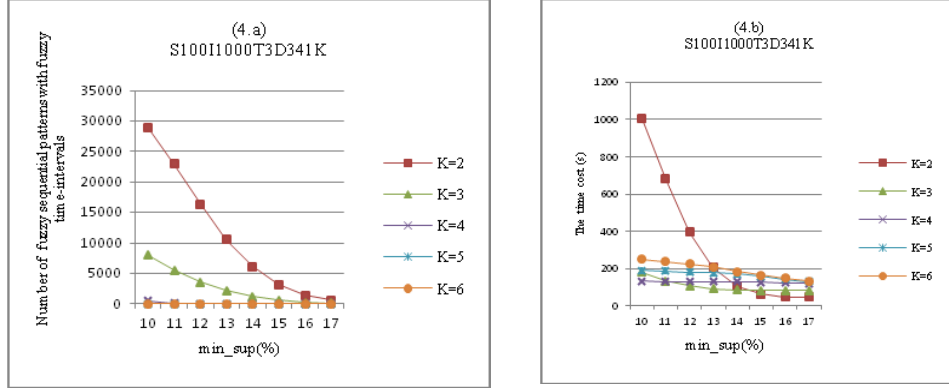 (4.a)
S100I1000T3D341K
Number of fuzzy sequential patterns with fuzzy
time-intervals
35000
30000
25000
20000
15000
10000
5000
0
10 11 12 13 14 15 16 17
min_sup(%)
K=2
K=3
K=4
K=5
K=6
(4.b)
S100I1000T3D341K
The time cost(s)
1200
1000
800
600
400
200
0
10 11 12 13 14 15 16 17
min_sup(%)
K=2
K=3
K=4
K=5
K=6